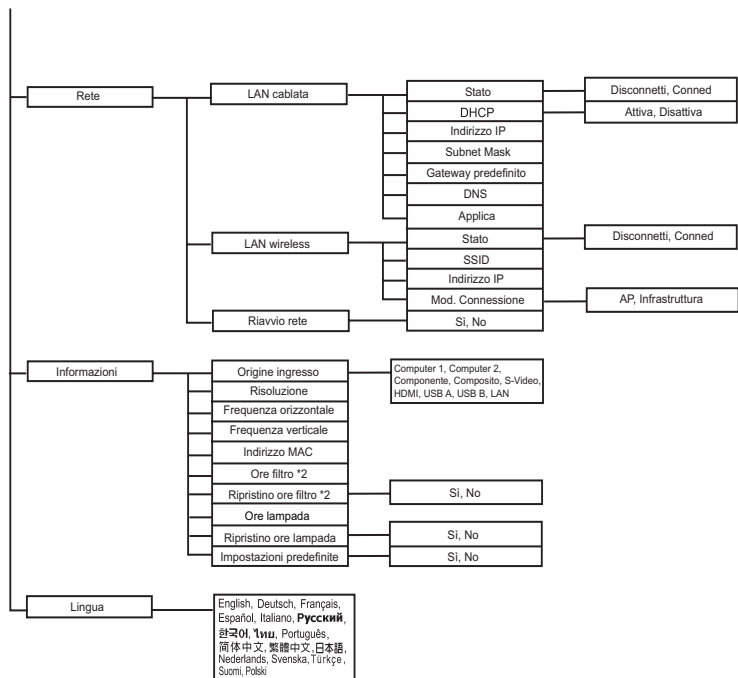 Rete
LAN cablata
Stato
Disconnetti, Conned
DHCP
Attiva, Disattiva
Indirizzo IP
Subnet Mask
Gateway predefinito
DNS
Applica
LAN wireless
Stato
Disconnetti, Conned
SSID
Indirizzo IP
Mod. Connessione
AP, Infrastruttura
Riavvio rete
Sì, No
Informazioni
Origine ingresso
Computer 1, Computer 2,
Componente, Composito, S-Video,
HDMI, USB A, USB B, LAN
Risoluzione
Frequenza orizzontale
Frequenza verticale
Indirizzo MAC
Ore filtro *2
Ripristino ore filtro *2
Sì, No
Ore lampada
Ripristino ore lampada
Sì, No
Impostazioni predefinite
Sì, No
Lingua
English, Deutsch, Français,
Español, Italiano, Русский,
한국어, ไทย, Português,
简体中文, 繁體中文, 日本語,
Nederlands, Svenska, Türkçe,
Suomi, Polski